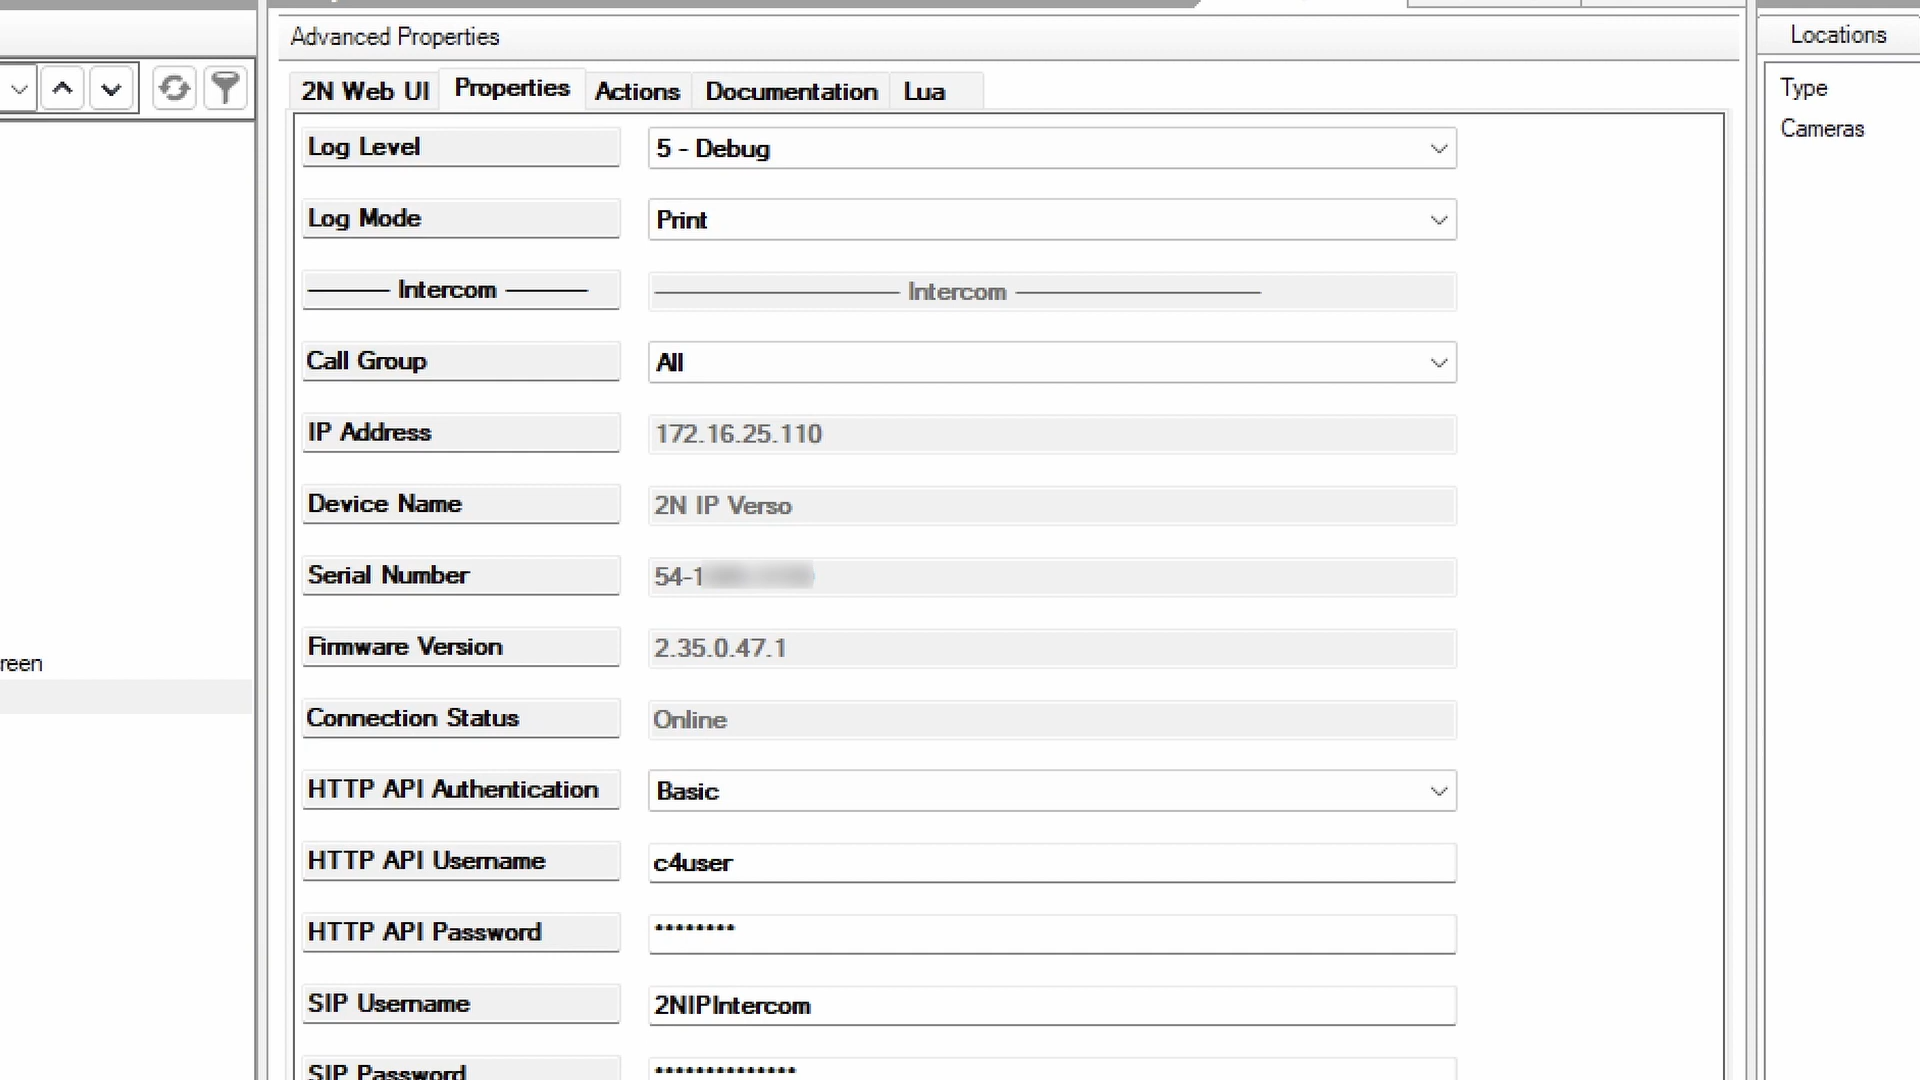 Advanced Properties
Locations
2N Web UI Properties Actions Documentation Lua
Type
Cameras
Log Level 5 - Debug
Log Mode Print
Intercom Intercom
Call Group All
IP Address 172.16.25.110
Device Name 2N IP Verso
Serial Number 54-1
Firmware Version 2.35.0.47.1
reen
Connection Status Online
HTTP API Authentication Basic
HTTP API Username c4user
HTTP API Password ********
SIP Username 2NIPIntercom
SIP Password **************